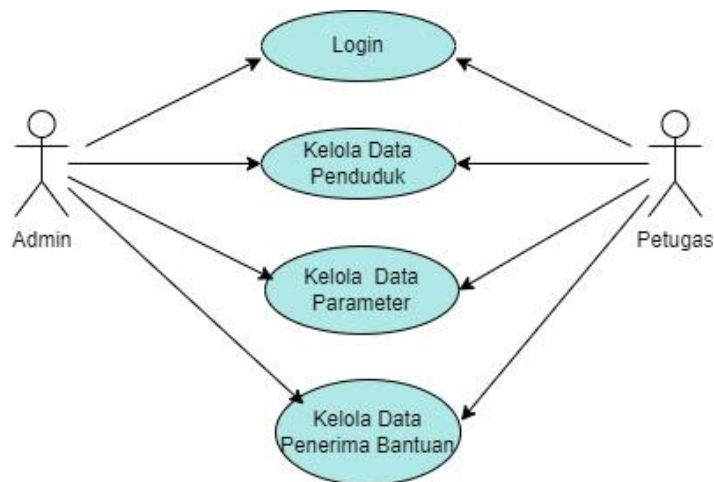 Login
Kelola Data
Penduduk
Admin
Petugas
Kelola Data
Parameter
Kelola Data
Penerima Bantuan